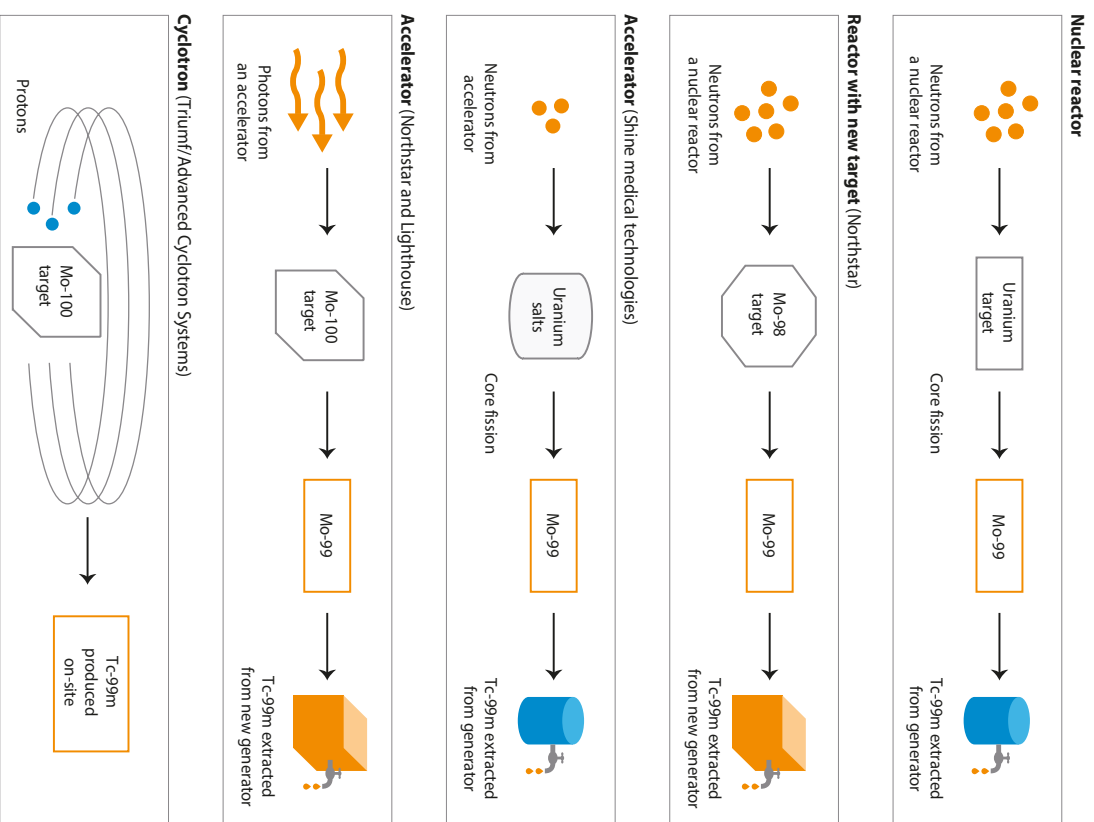 Nuclear reactor
Neutrons from
a nuclear reactor
Uranium
target
Core fission
Mo-99
Tc-99m extracted
from generator
Reactor with new target (Northstar)
Neutrons from
a nuclear reactor
Mo-98
target
Mo-99
Tc-99m extracted
from new generator
Accelerator (Shine medical technologies)
Neutrons from
accelerator
Uranium
salts
Core fission
Mo-99
Tc-99m extracted
from generator
Accelerator (Northstar and Lighthouse)
Photons from
an accelerator
Mo-100
target
Mo-99
Tc-99m extracted
from new generator
Cyclotron (Triumf/Advanced Cyclotron Systems)
Protons
Mo-100
target
Tc-99m
produced
on-site